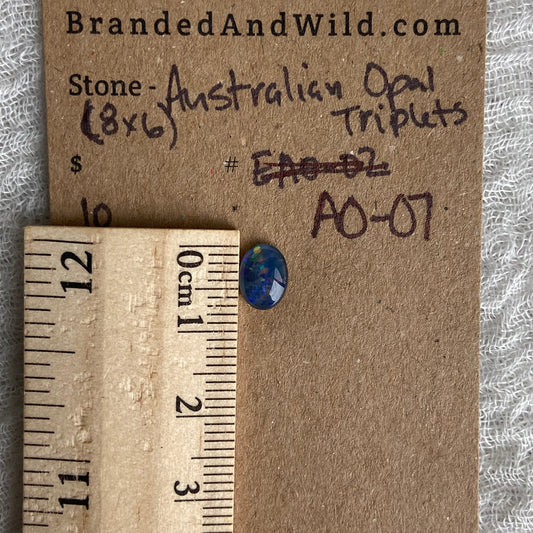 BrandedAndWild.com
Stone - Australian Opal
(8x6) Triplets
$ # EAO-02
10 AO-07
12 0cm
1
2
11 3